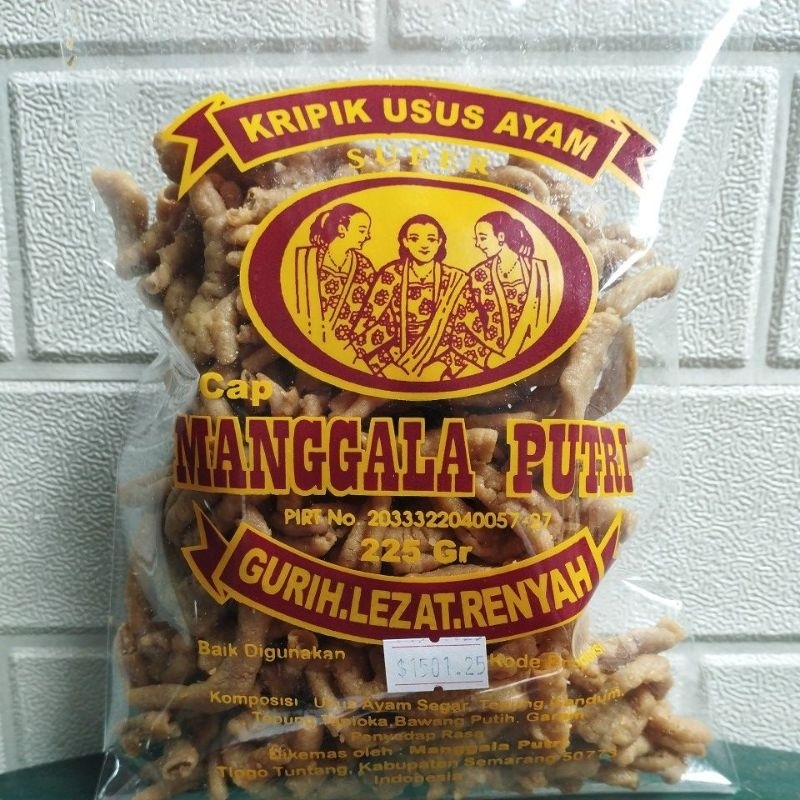 KRIPIK USUS AYAM
SUPER
Cap
MANGGALA PUTRI
PIRT No. 2033322040057-27
225 Gr
GURIH.LEZAT.RENYAH
Baik Digunakan
Kode
$1501.25
Komposisi Usus Ayam Segar, Tepung Kandum,
Tepung Tapioka, Bawang Putih, Garam
Penyedap Rasa
Dikemas oleh : Manggala Putri
Tlogo Tuntang, Kabupaten Semarang 50773
Indonesia